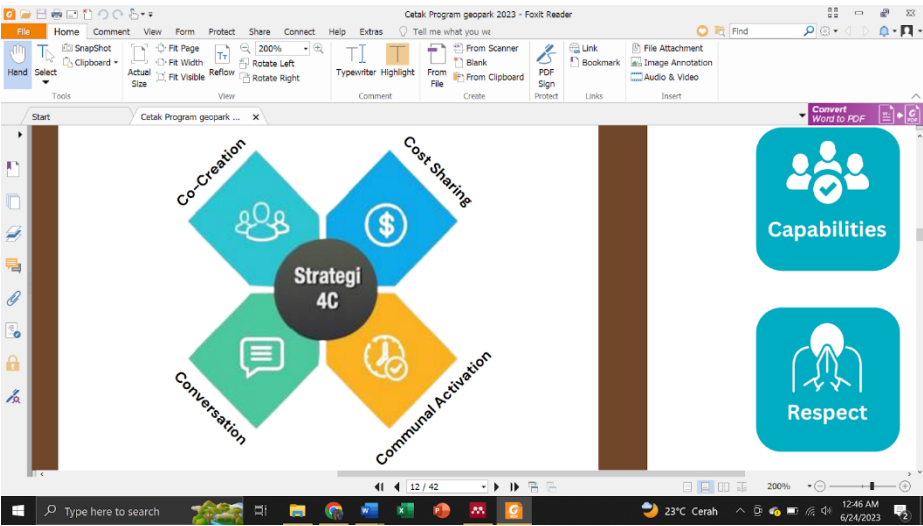 Cetak Program geopark 2023 - Foxit Reader
File Home Comment View Form Protect Share Connect Help Extras Tell me what you wa Find
Hand
Select
SnapShot
Clipboard
Tools
Actual Size
Fit Page
Fit Width
Fit Visible
Reflow
200%
Rotate Left
Rotate Right
View
Typewriter Highlight
Comment
From File
From Scanner
Blank
From Clipboard
Create
PDF Sign
Protect
Link
Bookmark
Links
File Attachment
Image Annotation
Audio & Video
Insert
Start
Cetak Program geopark ...
Convert
Word to PDF
PDF
Co-Creation
Cost Sharing
Strategi
4C
Conversation
Communal Activation
Capabilities
Respect
12 / 42
200%
Type here to search
23°C Cerah
12:46 AM
6/24/2023
2